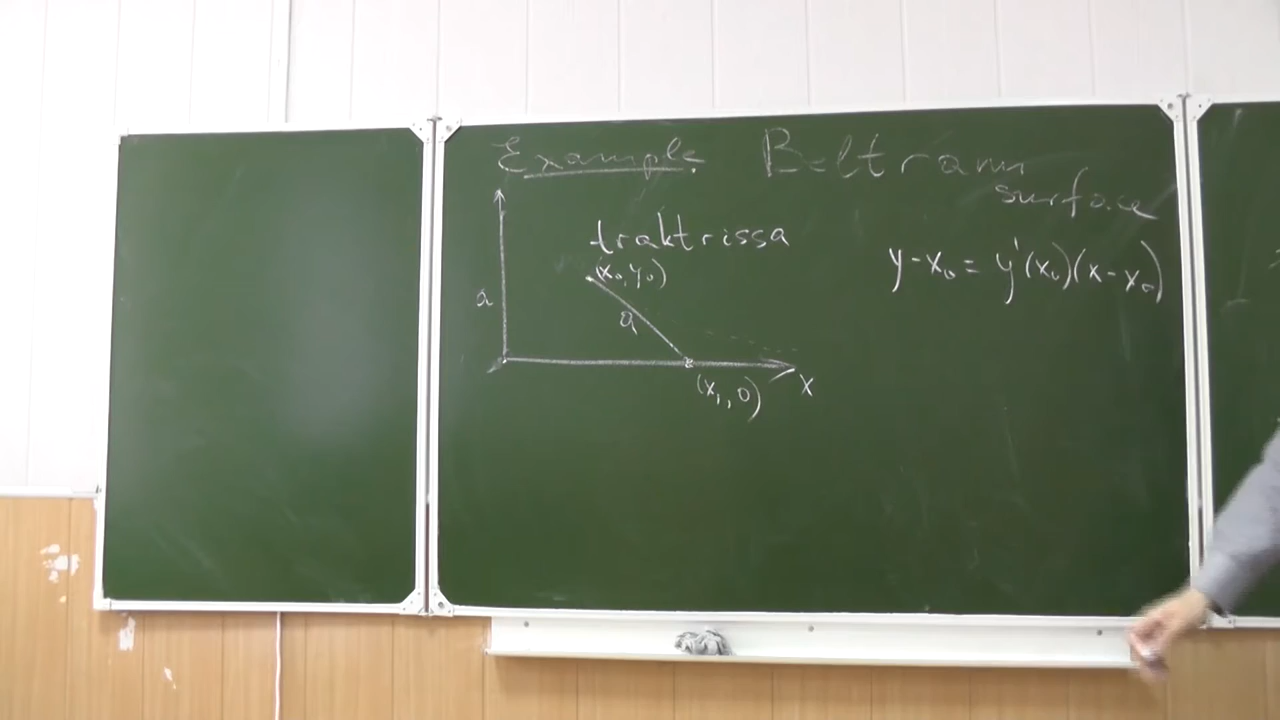 Example. Beltrami
surface
traktrissa
(x₀, y₀)
y - x₀ = y'(x₀)(x - x₀)
a
a
(x₁, 0)
x